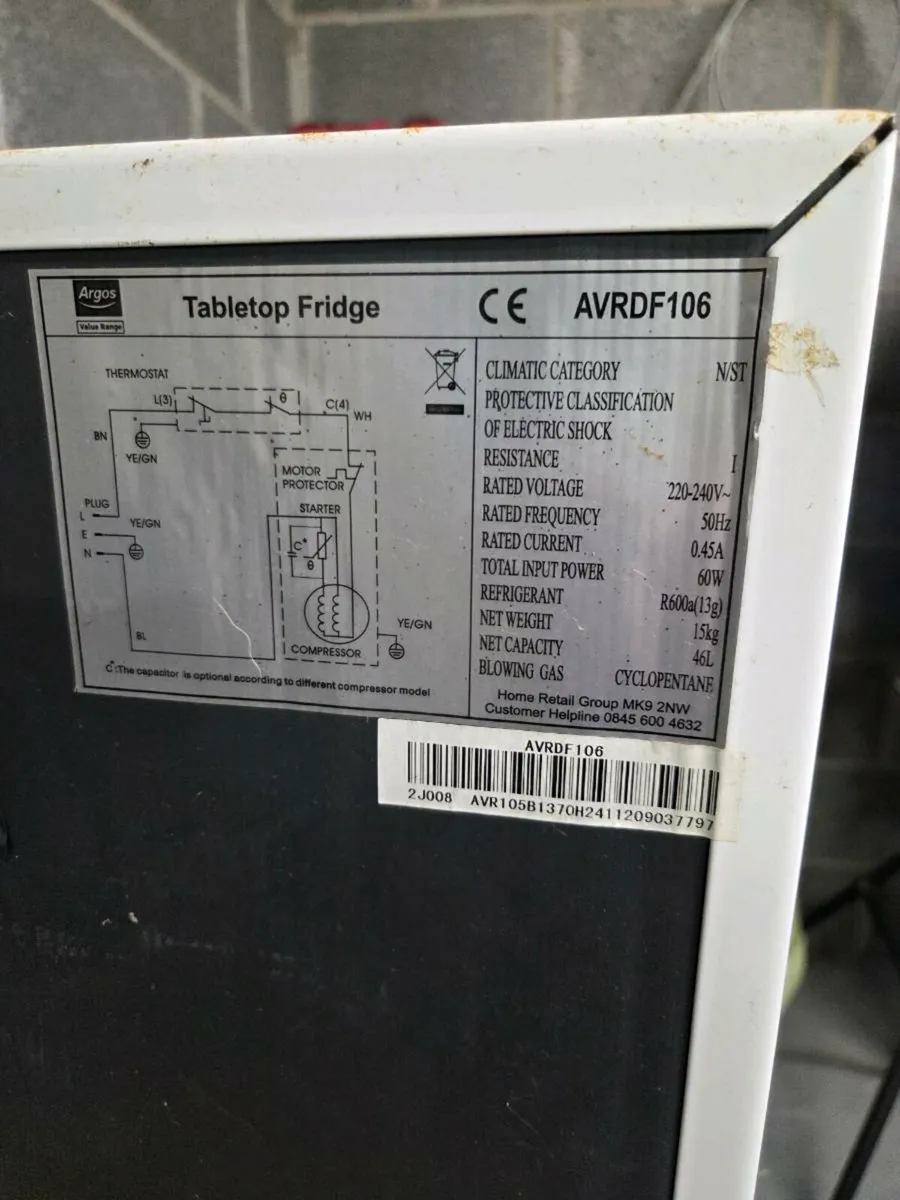 Argos
Value Range
Tabletop Fridge
CE AVRDF106
THERMOSTAT
L(3)
θ
C(4)
WH
BN
YE/GN
MOTOR
PROTECTOR
PLUG
L
YE/GN
STARTER
E
C*
N
θ
BL
YE/GN
COMPRESSOR
C*:The capacitor is optional according to different compressor model
CLIMATIC CATEGORY N/ST
PROTECTIVE CLASSIFICATION
OF ELECTRIC SHOCK
RESISTANCE I
RATED VOLTAGE 220-240V~
RATED FREQUENCY 50Hz
RATED CURRENT 0.45A
TOTAL INPUT POWER 60W
REFRIGERANT R600a(13g)
NET WEIGHT 15kg
NET CAPACITY 46L
BLOWING GAS CYCLOPENTANE
Home Retail Group MK9 2NW
Customer Helpline 0845 600 4632
AVRDF106
2J008 AVR105B1370H2411209037797